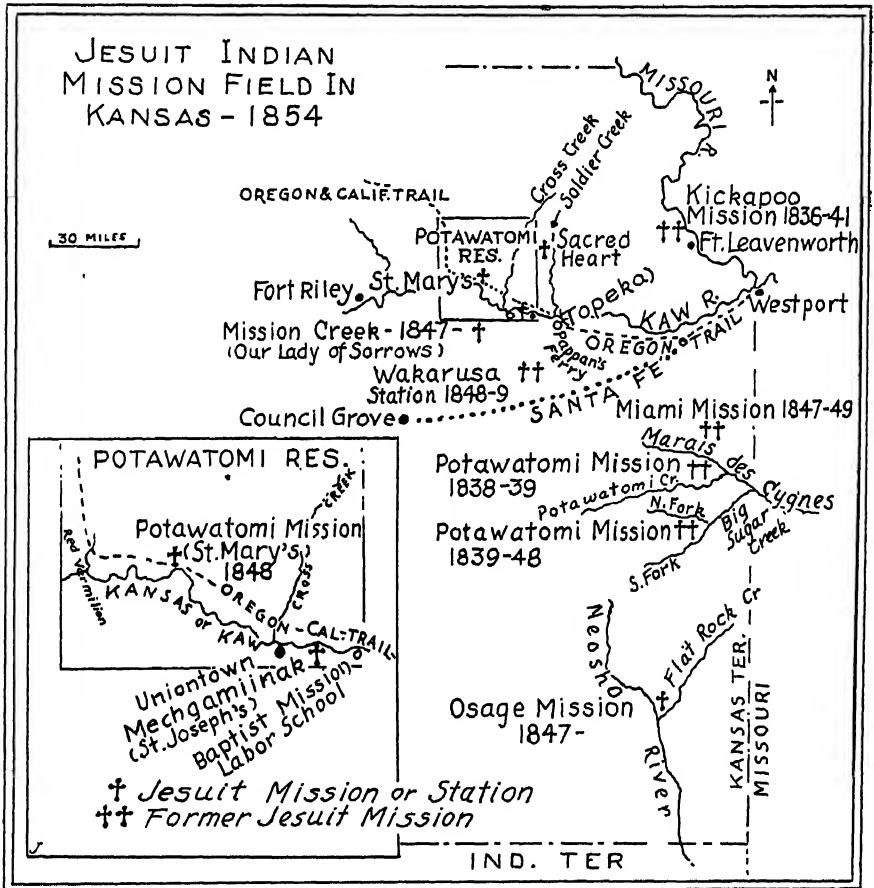 JESUIT INDIAN
MISSION FIELD IN
KANSAS - 1854
MISSOURI R.
N
Cross Creek
Soldier Creek
OREGON & CALIF. TRAIL
30 MILES
POTAWATOMI
RES.
†Sacred
Heart
Kickapoo
Mission 1836-41
††
Ft. Leavenworth
Fort Riley
St. Mary's †
(Topeka)
KAW R.
Westport
Mission Creek - 1847- †
(Our Lady of Sorrows)
Pappan's
Ferry
OREGON TRAIL
Wakarusa ††
Station 1848-9
SANTA FE
Council Grove
Miami Mission 1847-49
††
Marais des Cygnes
Potawatomi Mission ††
1838-39
Potawatomi Cr.
N. Fork
Potawatomi Mission ††
1839-48
Big
Sugar
Creek
S. Fork
POTAWATOMI RES.
CREEK
CROSS
Potawatomi Mission
†(St. Mary's)
1848
Red Vermilion
KANSAS or KAW
OREGON-CAL-TRAIL
Uniontown
Mechgamiinak †
(St. Joseph's)
Baptist Mission
Labor School
Neosho River
Flat Rock Cr
Osage Mission †
1847-
KANSAS TER.
MISSOURI
† Jesuit Mission or Station
†† Former Jesuit Mission
J
IND. TER